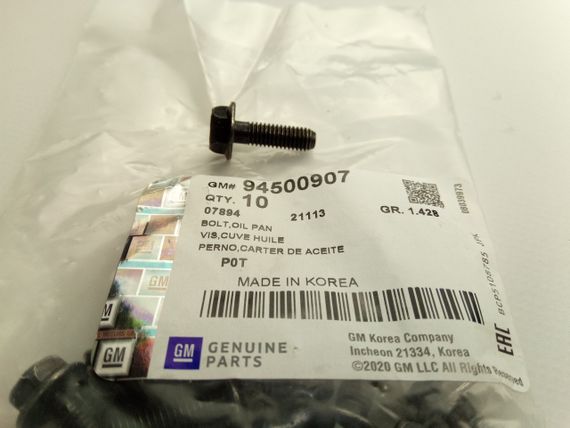 GM# 94500907
QTY. 10
07894 21113 GR. 1.428
BOLT,OIL PAN
VIS,CUVE HUILE
PERNO,CARTER DE ACEITE
P0T
MADE IN KOREA
GM GENUINE
PARTS
GM Korea Company
Incheon 21334, Korea
©2020 GM LLC All Rights Reserved
EAC
GM